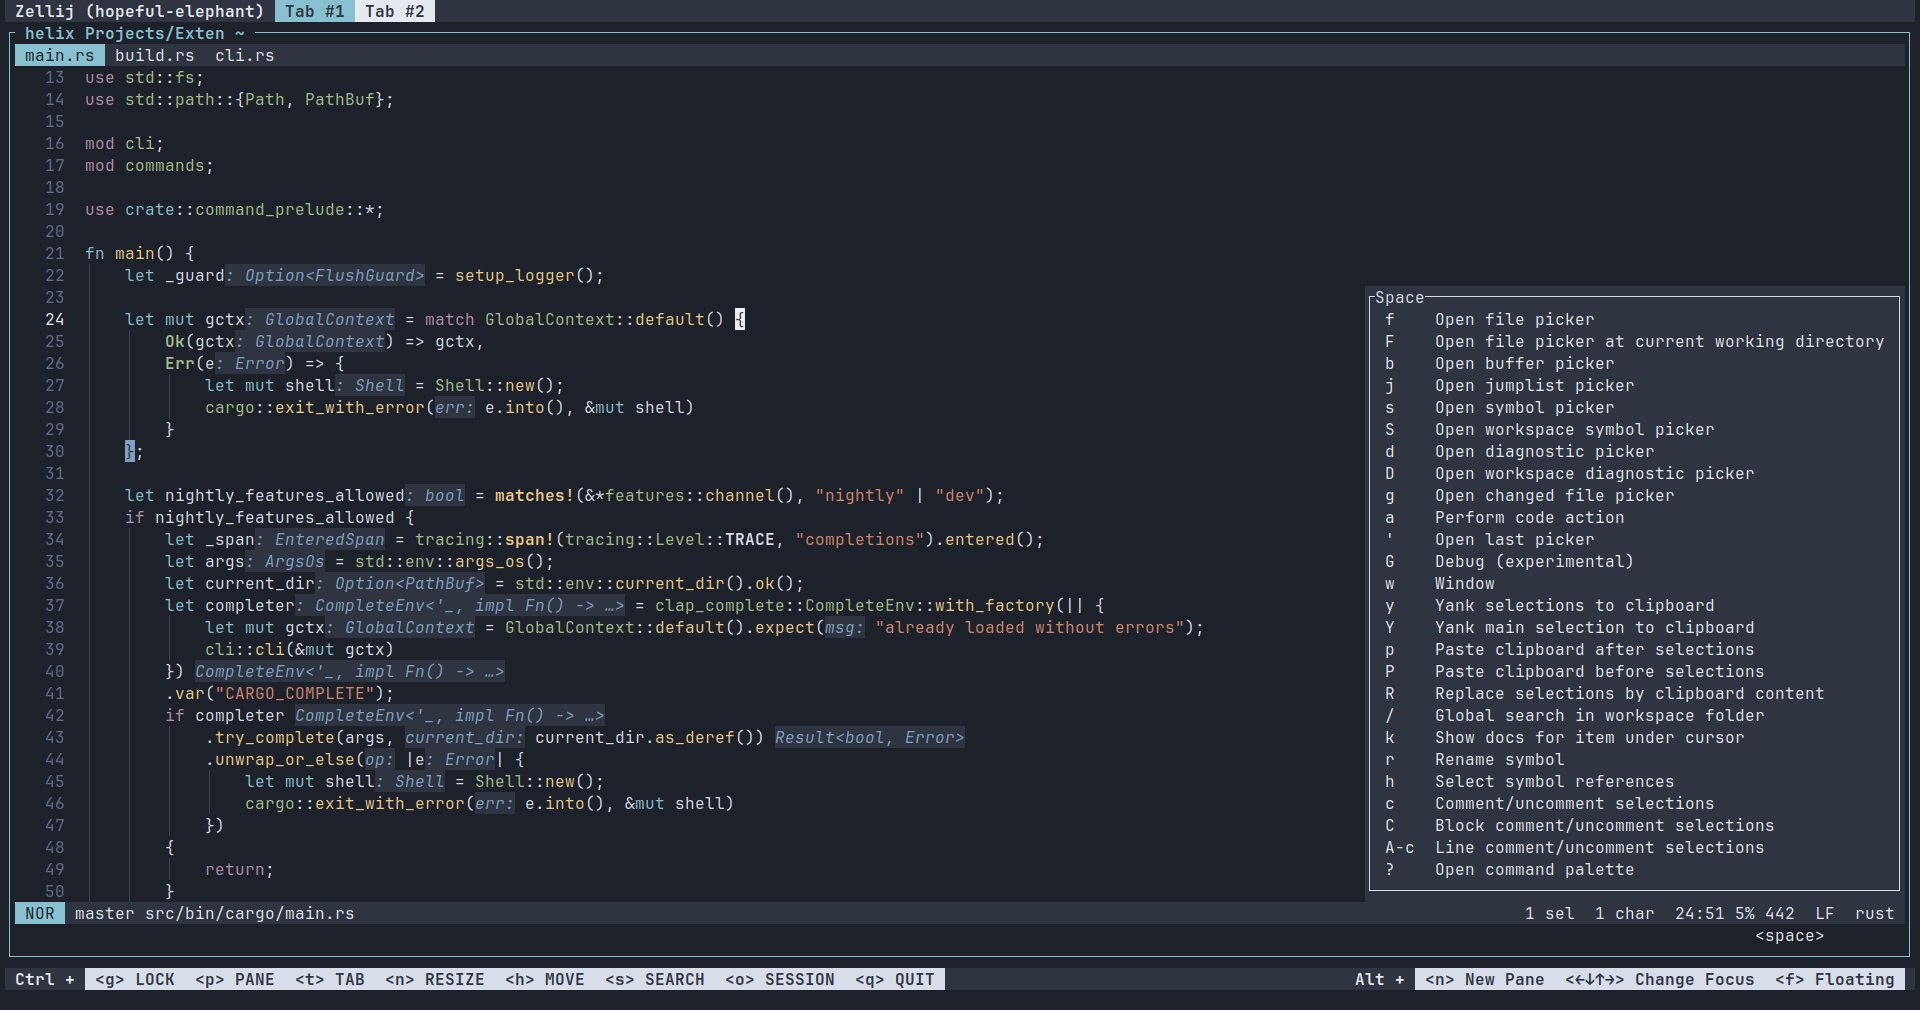 Zellij (hopeful-elephant)  Tab #1  Tab #2
helix Projects/Exten ~
main.rs  build.rs  cli.rs
13  use std::fs;
14  use std::path::{Path, PathBuf};
15
16  mod cli;
17  mod commands;
18
19  use crate::command_prelude::*;
20
21  fn main() {
22      let _guard: Option<FlushGuard> = setup_logger();
23
24      let mut gctx: GlobalContext = match GlobalContext::default() {
25          Ok(gctx: GlobalContext) => gctx,
26          Err(e: Error) => {
27              let mut shell: Shell = Shell::new();
28              cargo::exit_with_error(err: e.into(), &mut shell)
29          }
30      };
31
32      let nightly_features_allowed: bool = matches!(&*features::channel(), "nightly" | "dev");
33      if nightly_features_allowed {
34          let _span: EnteredSpan = tracing::span!(tracing::Level::TRACE, "completions").entered();
35          let args: ArgsOs = std::env::args_os();
36          let current_dir: Option<PathBuf> = std::env::current_dir().ok();
37          let completer: CompleteEnv<'_, impl Fn() -> …> = clap_complete::CompleteEnv::with_factory(|| {
38              let mut gctx: GlobalContext = GlobalContext::default().expect(msg: "already loaded without errors");
39              cli::cli(&mut gctx)
40          }) CompleteEnv<'_, impl Fn() -> …>
41          .var("CARGO_COMPLETE");
42          if completer CompleteEnv<'_, impl Fn() -> …>
43              .try_complete(args, current_dir: current_dir.as_deref()) Result<bool, Error>
44              .unwrap_or_else(op: |e: Error| {
45                  let mut shell: Shell = Shell::new();
46                  cargo::exit_with_error(err: e.into(), &mut shell)
47              })
48          {
49              return;
50          }
Space
f    Open file picker
F    Open file picker at current working directory
b    Open buffer picker
j    Open jumplist picker
s    Open symbol picker
S    Open workspace symbol picker
d    Open diagnostic picker
D    Open workspace diagnostic picker
g    Open changed file picker
a    Perform code action
'    Open last picker
G    Debug (experimental)
w    Window
y    Yank selections to clipboard
Y    Yank main selection to clipboard
p    Paste clipboard after selections
P    Paste clipboard before selections
R    Replace selections by clipboard content
/    Global search in workspace folder
k    Show docs for item under cursor
r    Rename symbol
h    Select symbol references
c    Comment/uncomment selections
C    Block comment/uncomment selections
A-c  Line comment/uncomment selections
?    Open command palette
NOR  master src/bin/cargo/main.rs  1 sel  1 char  24:51 5% 442  LF  rust
<space>
Ctrl +  <g> LOCK  <p> PANE  <t> TAB  <n> RESIZE  <h> MOVE  <s> SEARCH  <o> SESSION  <q> QUIT  Alt +  <n> New Pane  <←↓↑→> Change Focus  <f> Floating